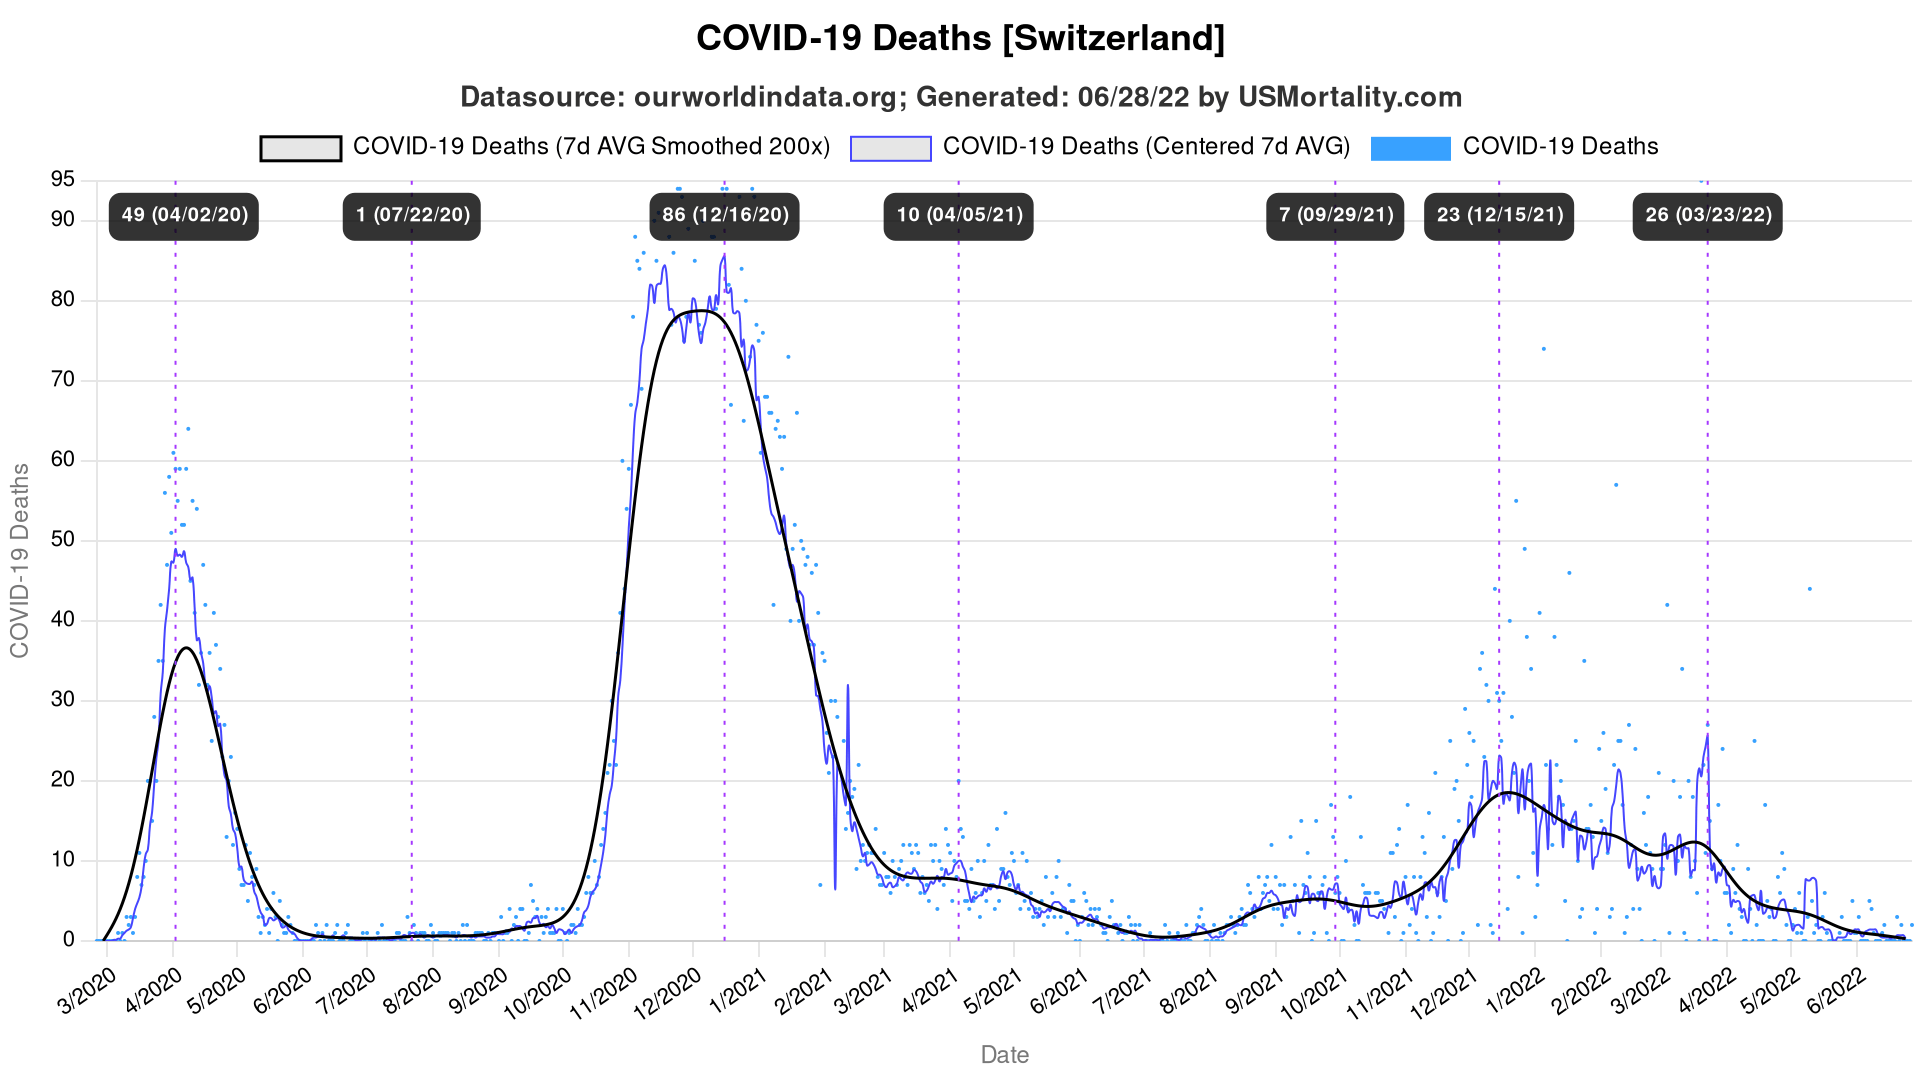 COVID-19 Deaths [Switzerland]
Datasource: ourworldindata.org; Generated: 06/28/22 by USMortality.com
COVID-19 Deaths (7d AVG Smoothed 200x) COVID-19 Deaths (Centered 7d AVG) COVID-19 Deaths
95
90
80
70
60
50
40
30
20
10
0
COVID-19 Deaths
49 (04/02/20) 1 (07/22/20) 86 (12/16/20) 10 (04/05/21) 7 (09/29/21) 23 (12/15/21) 26 (03/23/22)
3/2020 4/2020 5/2020 6/2020 7/2020 8/2020 9/2020 10/2020 11/2020 12/2020 1/2021 2/2021 3/2021 4/2021 5/2021 6/2021 7/2021 8/2021 9/2021 10/2021 11/2021 12/2021 1/2022 2/2022 3/2022 4/2022 5/2022 6/2022
Date